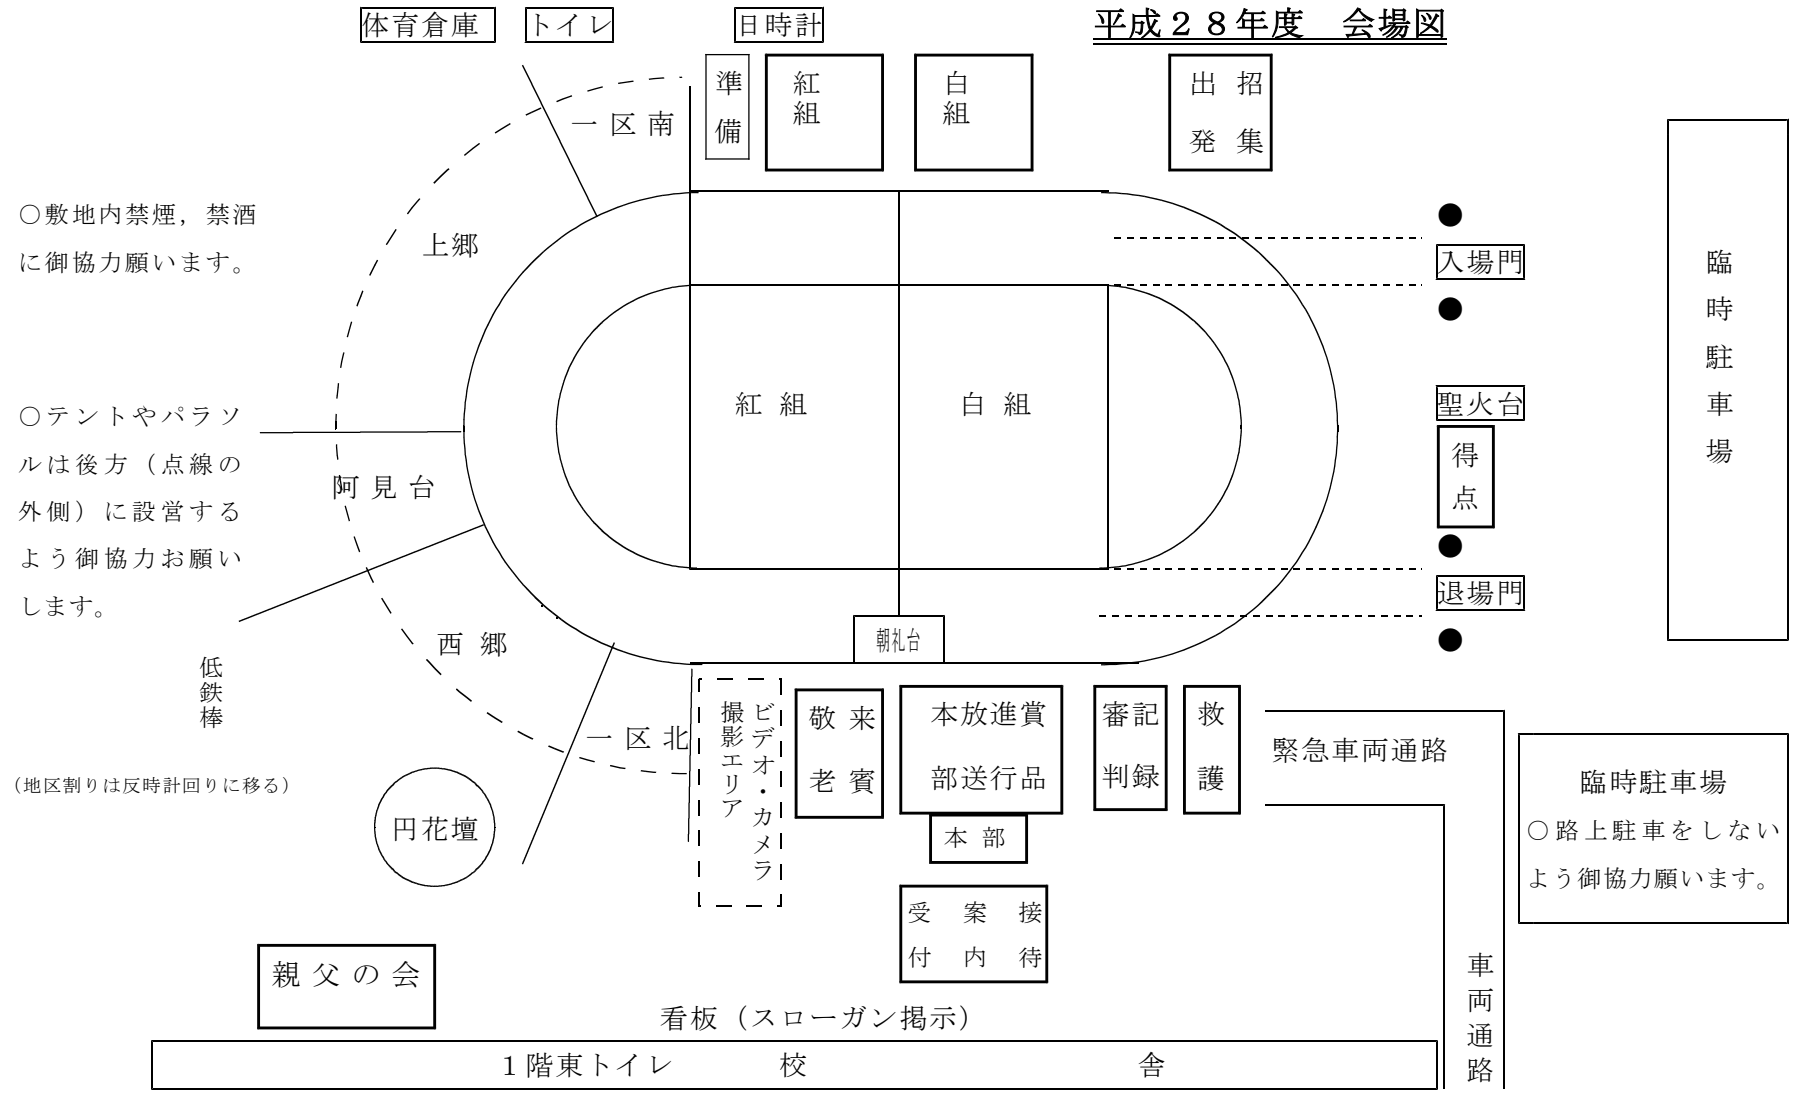 平成２８年度　会場図
体育倉庫
トイレ
日時計
準備
紅組
白組
出発
招集
一区南
上郷
阿見台
西郷
一区北
○敷地内禁煙，禁酒
に御協力願います。
○テントやパラソ
ルは後方（点線の
外側）に設営する
よう御協力お願い
します。
低鉄棒
（地区割りは反時計回りに移る）
円花壇
紅組
白組
朝礼台
入場門
聖火台
得点
退場門
臨時駐車場
ビデオ・カメラ
撮影エリア
敬老
来賓
本部
放送
進行
賞品
本部
審判
記録
救護
緊急車両通路
臨時駐車場
○路上駐車をしない
よう御協力願います。
受付
案内
接待
車両通路
親父の会
看板（スローガン掲示）
１階東トイレ　校　舎